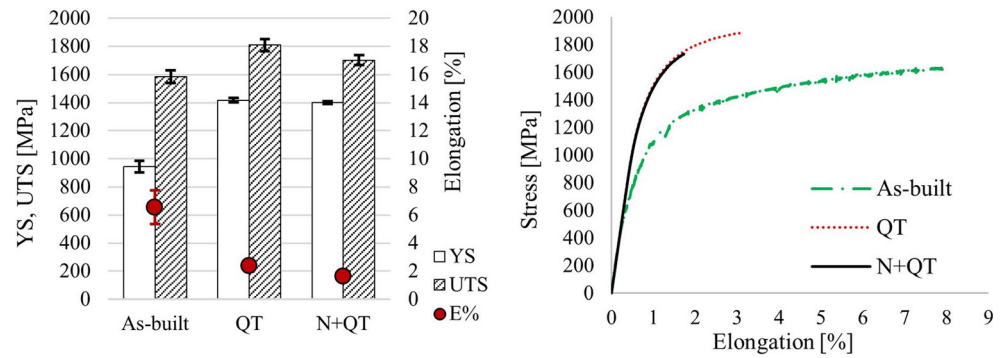 2000
1800
1600
1400
1200
1000
800
600
400
200
0
YS, UTS [MPa]
20
18
16
14
12
10
8
6
4
2
0
Elongation [%]
YS
UTS
E%
As-built QT N+QT
2000
1800
1600
1400
1200
1000
800
600
400
200
0
Stress [MPa]
As-built
QT
N+QT
0 1 2 3 4 5 6 7 8 9
Elongation [%]